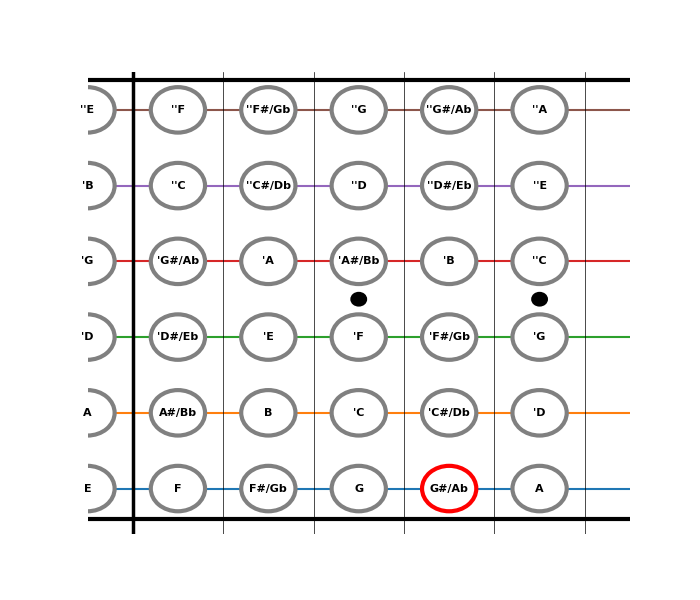 ''E ''F ''F#/Gb ''G ''G#/Ab ''A
'B ''C ''C#/Db ''D ''D#/Eb ''E
'G 'G#/Ab 'A 'A#/Bb 'B ''C
'D 'D#/Eb 'E 'F 'F#/Gb 'G
A A#/Bb B 'C 'C#/Db 'D
E F F#/Gb G G#/Ab A